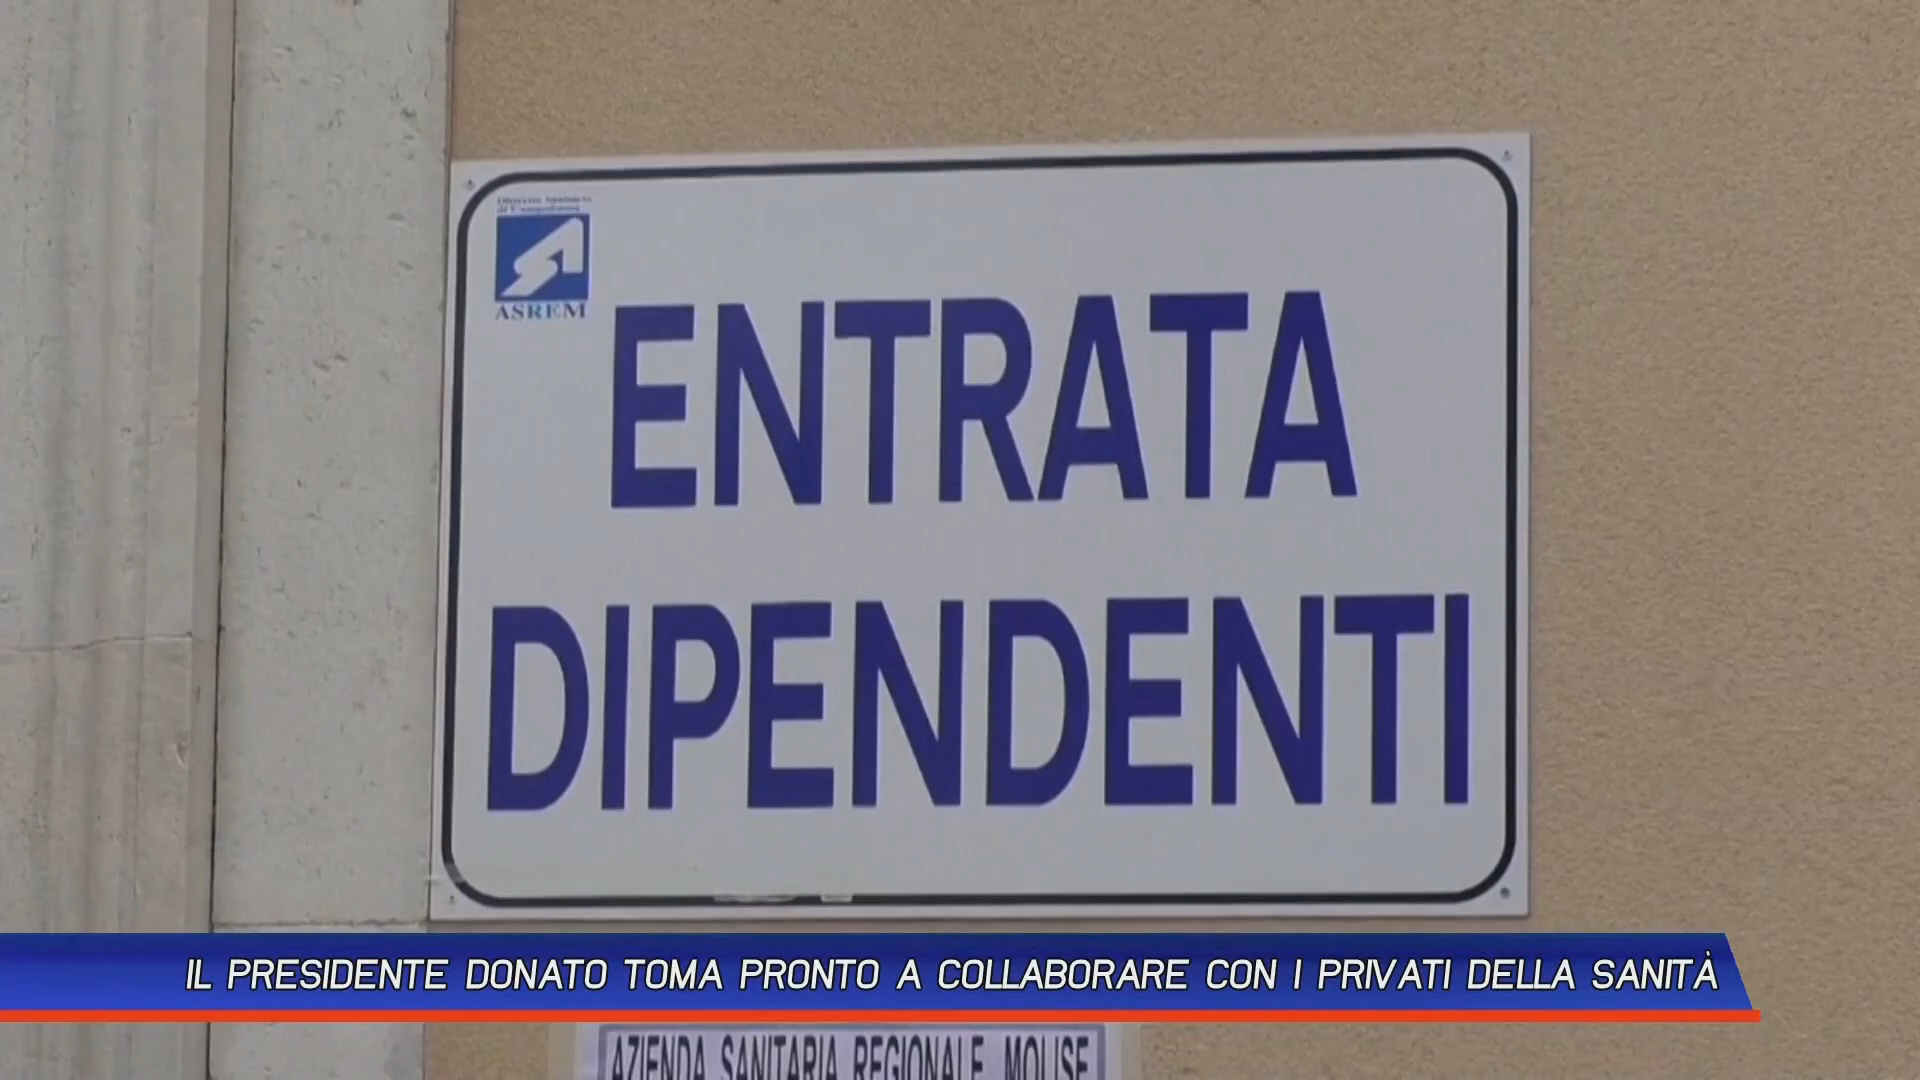 ASREM
ENTRATA
DIPENDENTI
IL PRESIDENTE DONATO TOMA PRONTO A COLLABORARE CON I PRIVATI DELLA SANITÀ
AZIENDA SANITARIA REGIONALE MOLISE